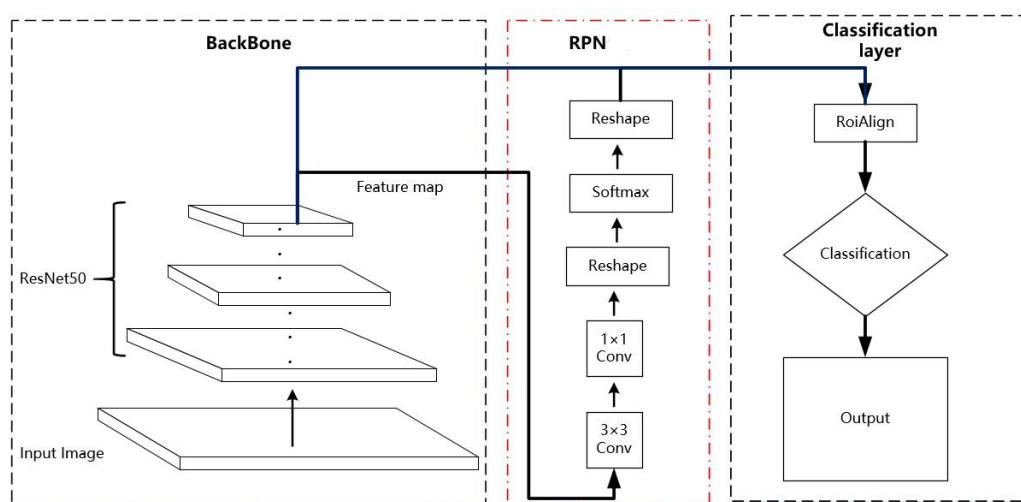 BackBone
Feature map
ResNet50
Input Image
RPN
Reshape
Softmax
Reshape
1×1
Conv
3×3
Conv
Classification
layer
RoiAlign
Classification
Output